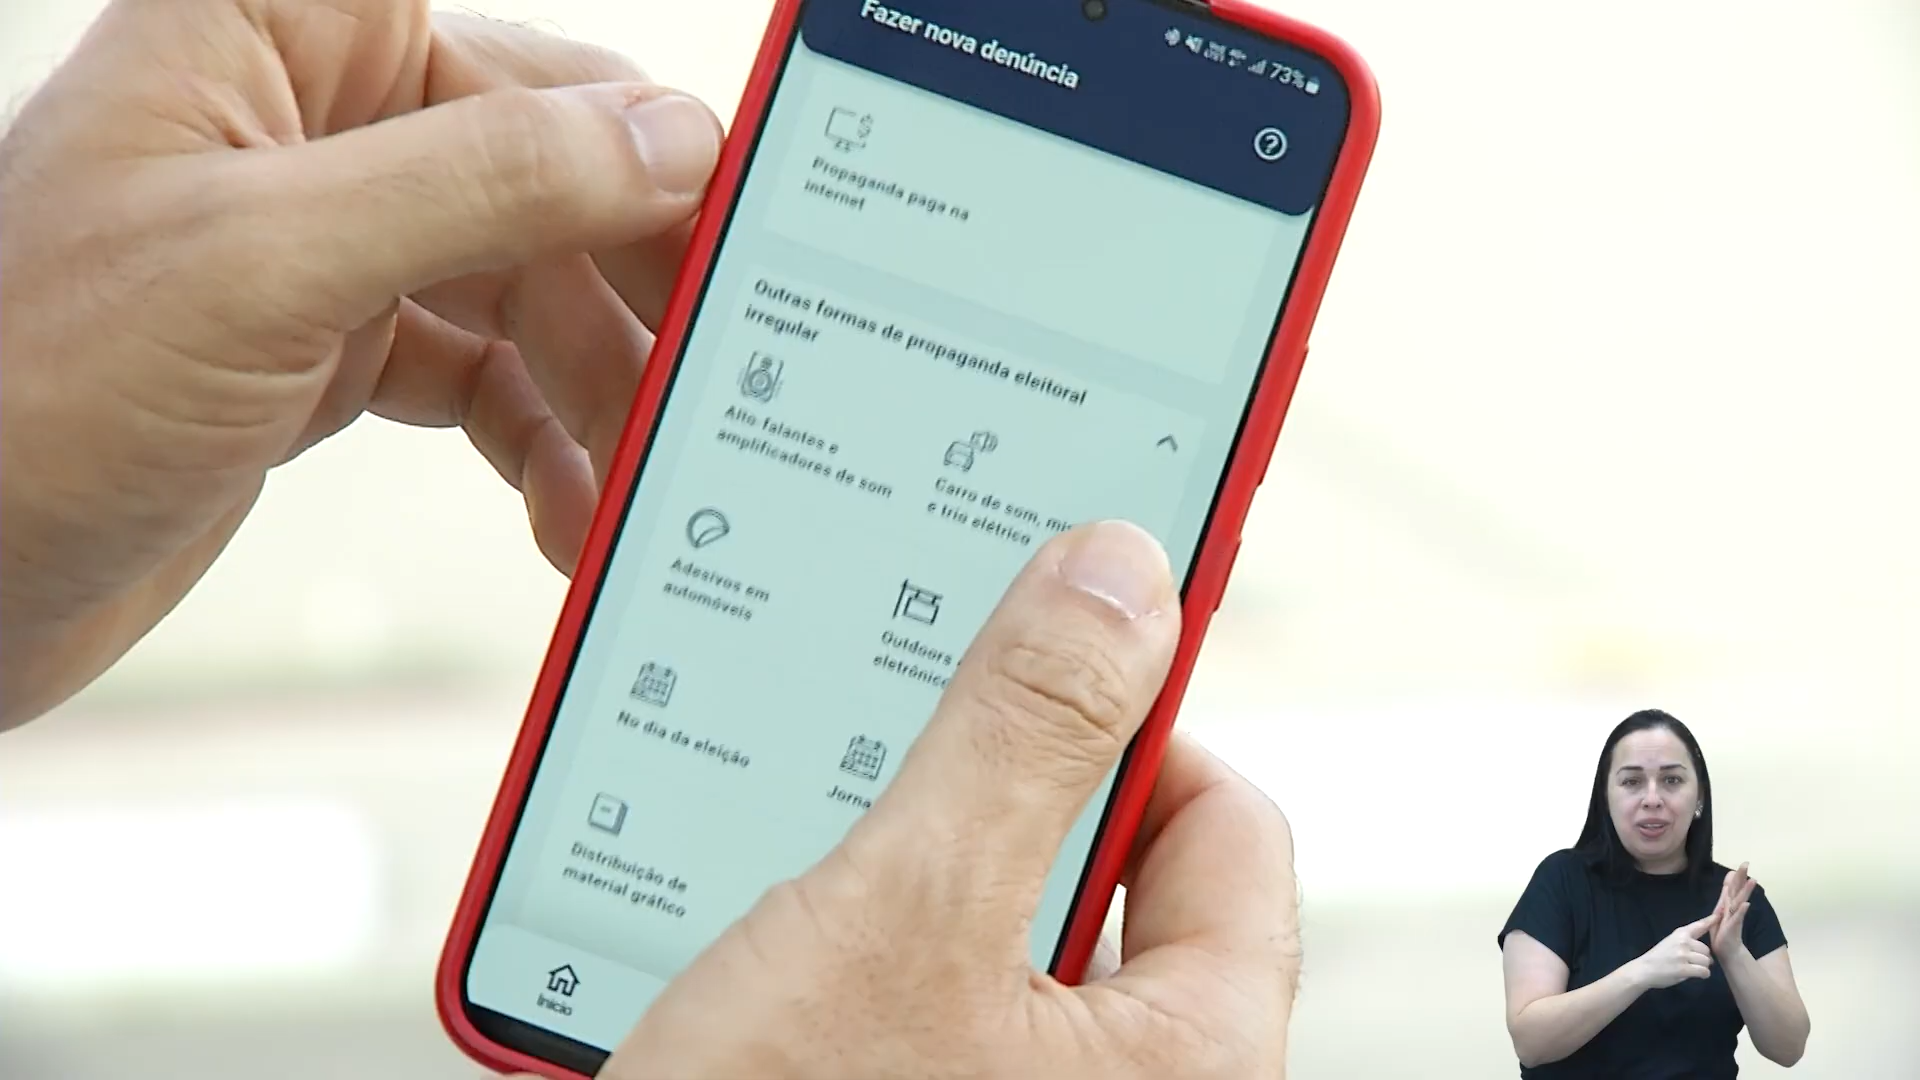 Fazer nova denúncia
73%
Propaganda paga na
internet
Outras formas de propaganda eleitoral
irregular
Alto-falantes e
amplificadores de som
Carro de som, mi
e trio elétrico
Adesivos em
automóveis
Outdoors
eletrônico
No dia da eleição
Jorna
Distribuição de
material gráfico
Início